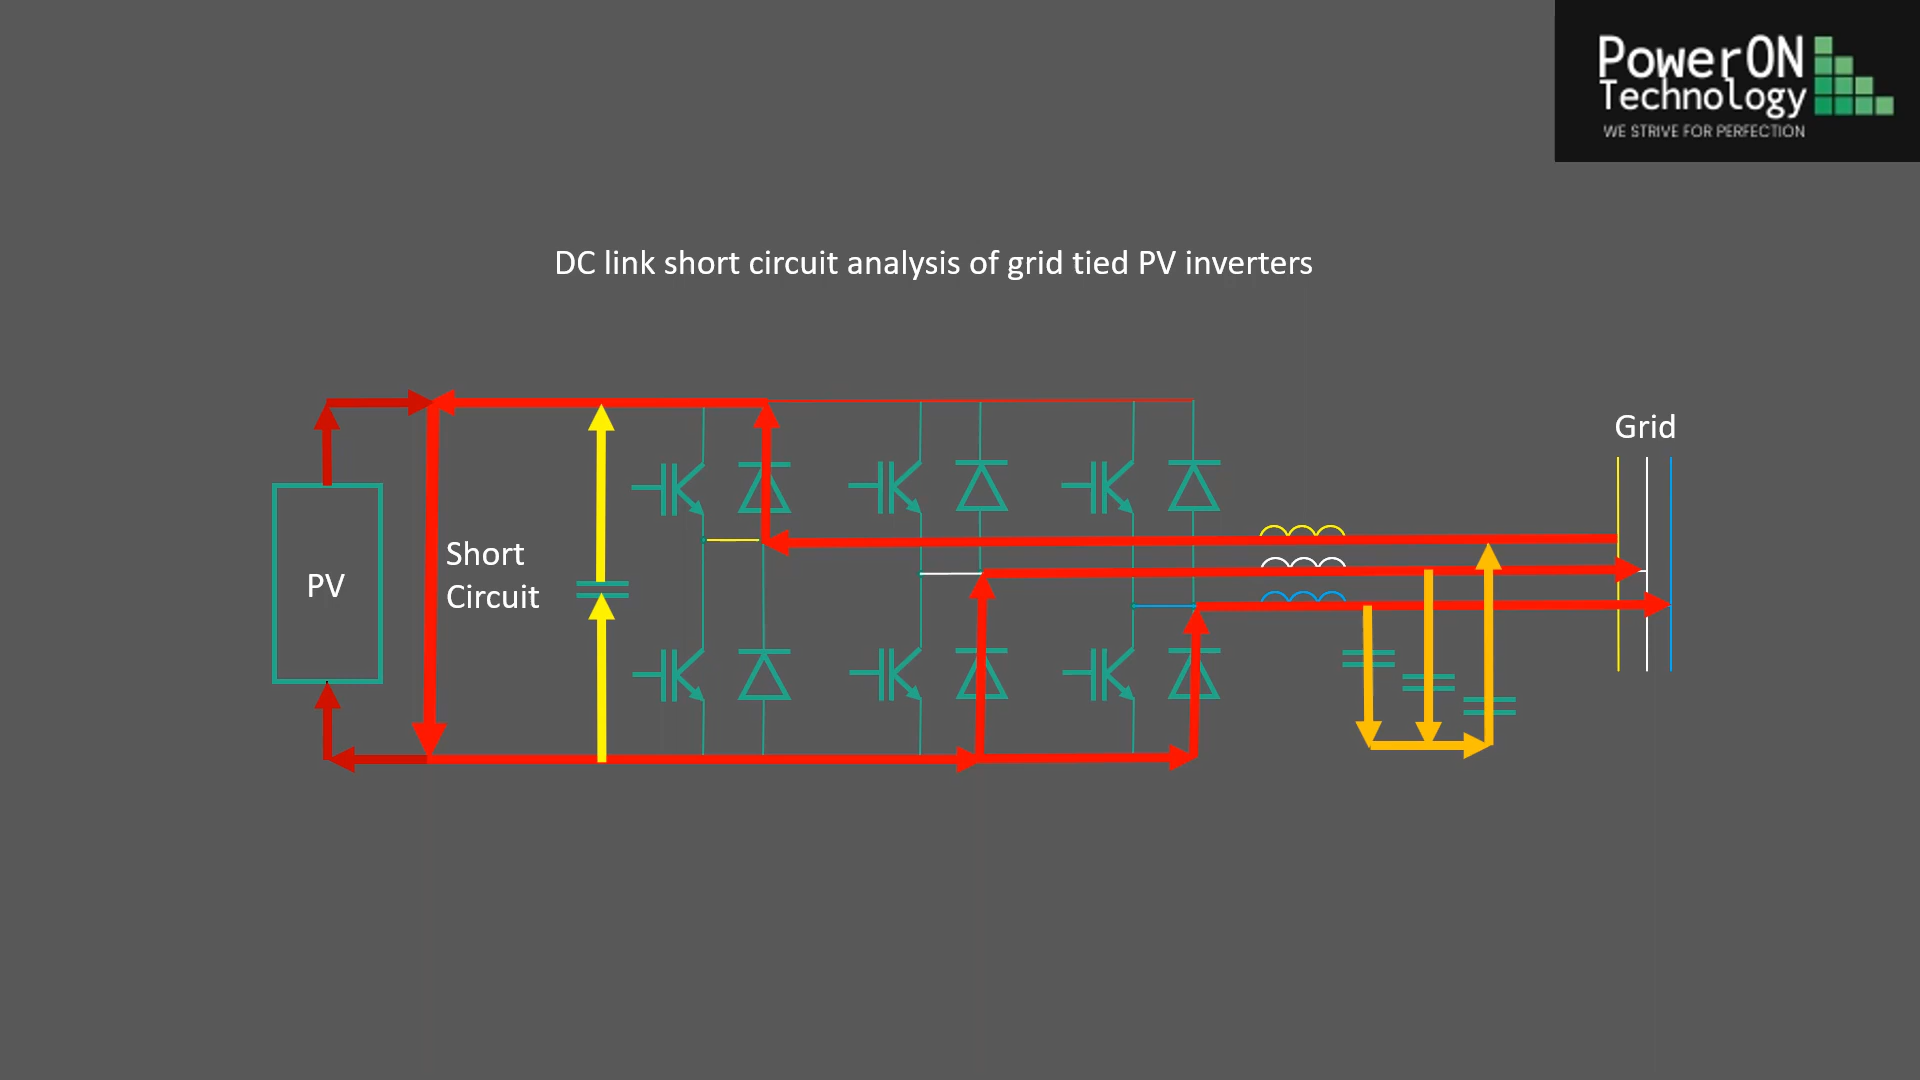 PowerON
Technology
WE STRIVE FOR PERFECTION
DC link short circuit analysis of grid tied PV inverters
Grid
Short
Circuit
PV